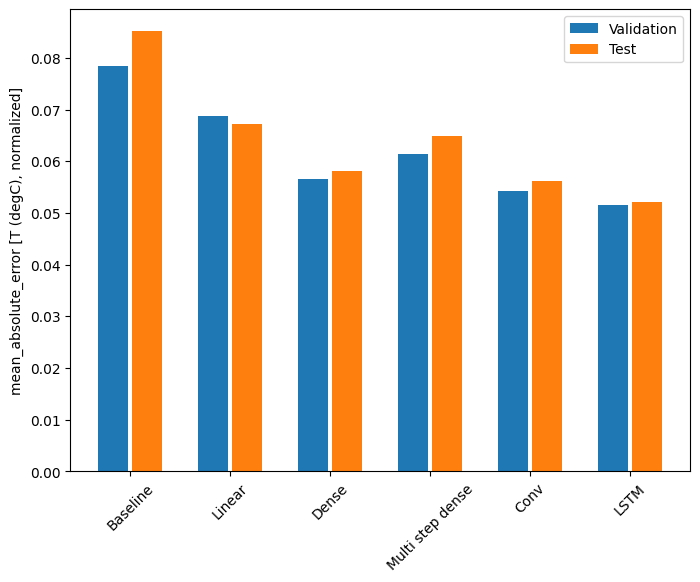 Validation
Test
mean_absolute_error [T (degC), normalized]
0.08
0.07
0.06
0.05
0.04
0.03
0.02
0.01
0.00
Baseline
Linear
Dense
Multi step dense
Conv
LSTM